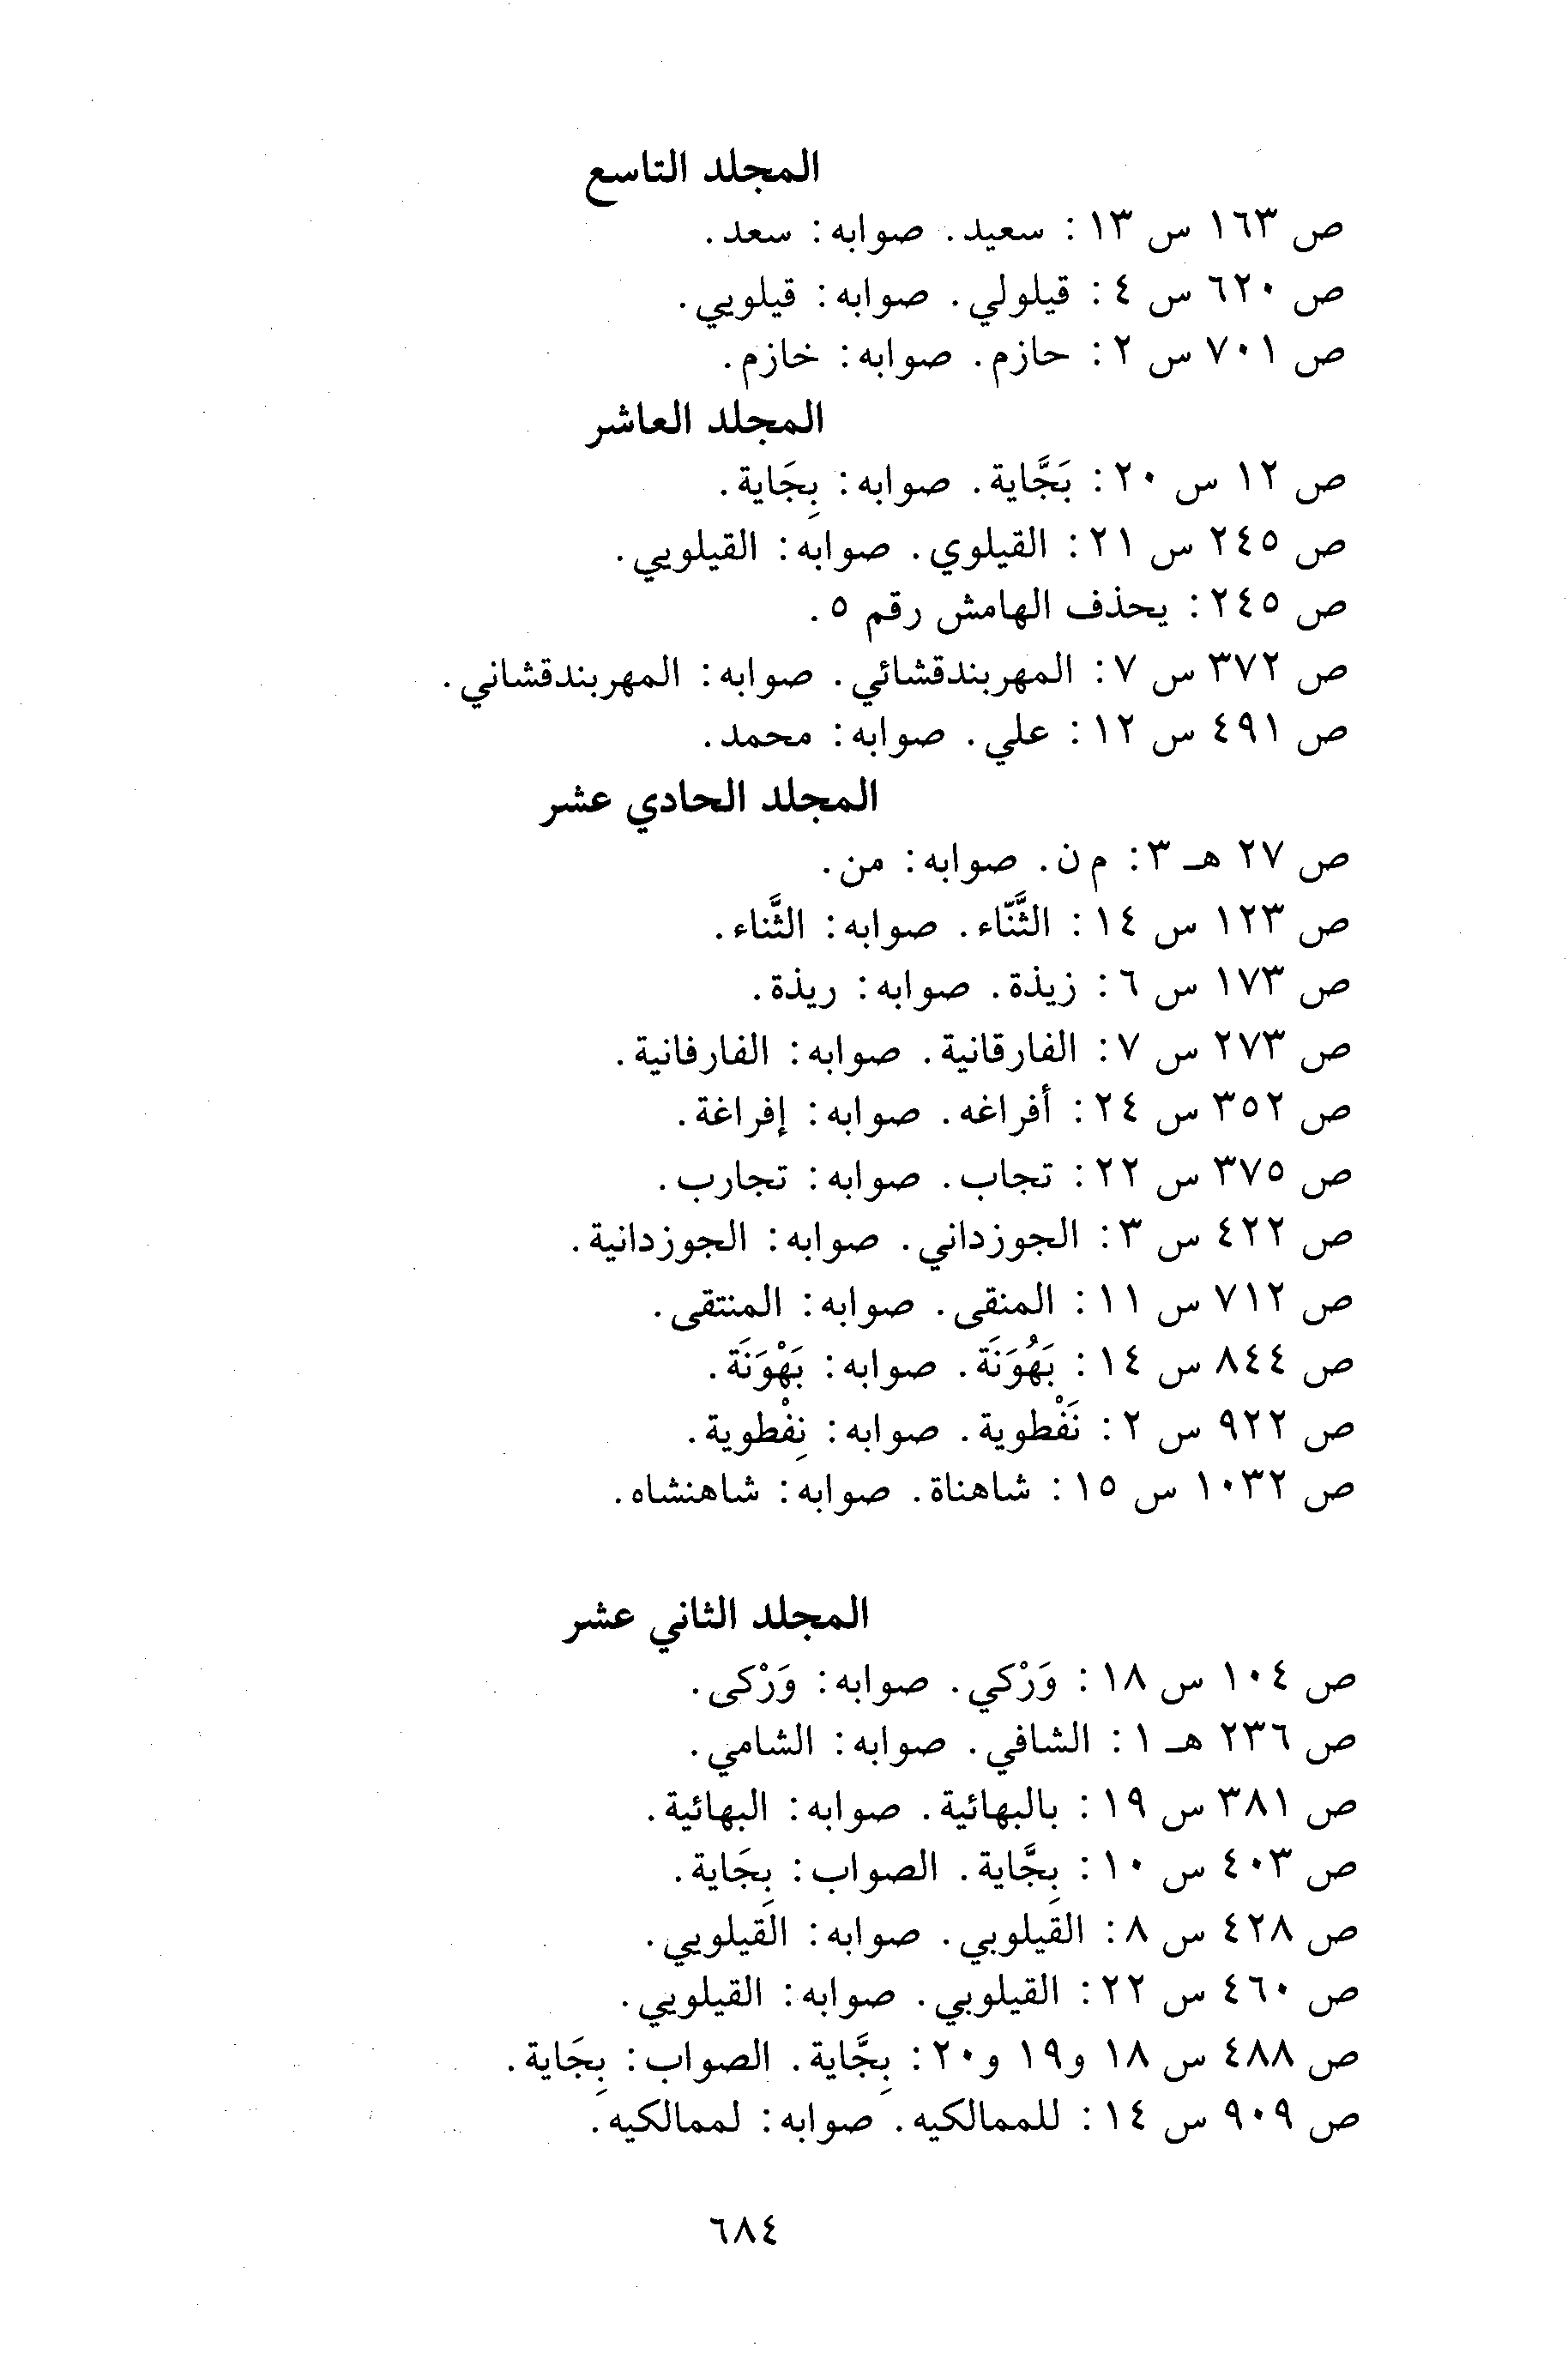 المجلد التاسع
ص ١٦٣ س ١٣ : سعيد. صوابه: سعد.
ص ٦٢٠ س ٤ : قيلولي. صوابه: قيلويي.
ص ٧٠١ س ٢ : حازم. صوابه: خازم.
المجلد العاشر
ص ١٢ س ٢٠ : بَجَّاية. صوابه: بِجَاية.
ص ٢٤٥ س ٢١ : القيلوي. صوابه: القيلويي.
ص ٢٤٥ : يحذف الهامش رقم ٥.
ص ٣٧٢ س ٧ : المهربندقشائي. صوابه: المهربندقشاني.
ص ٤٩١ س ١٢ : علي. صوابه: محمد.
المجلد الحادي عشر
ص ٢٧ هـ ٣ : م ن. صوابه: من.
ص ١٢٣ س ١٤ : الثَّنّاء. صوابه: الثَّناء.
ص ١٧٣ س ٦ : زيذة. صوابه: ريذة.
ص ٢٧٣ س ٧ : الفارقانية. صوابه: الفارفانية.
ص ٣٥٢ س ٢٤ : أفراغه. صوابه: إفراغة.
ص ٣٧٥ س ٢٢ : تجاب. صوابه: تجارب.
ص ٤٢٢ س ٣ : الجوزداني. صوابه: الجوزدانية.
ص ٧١٢ س ١١ : المنقى. صوابه: المنتقى.
ص ٨٤٤ س ١٤ : بَهُوَنَة. صوابه: بَهْوَنَة.
ص ٩٢٢ س ٢ : نَفْطوية. صوابه: نِفْطوية.
ص ١٠٣٢ س ١٥ : شاهناة. صوابه: شاهنشاه.
المجلد الثاني عشر
ص ١٠٤ س ١٨ : وَرْكي. صوابه: وَرْكى.
ص ٢٣٦ هـ ١ : الشافي. صوابه: الشامي.
ص ٣٨١ س ١٩ : بالبهائية. صوابه: البهائية.
ص ٤٠٣ س ١٠ : بِجَّاية. الصواب: بِجَاية.
ص ٤٢٨ س ٨ : القيلوبي. صوابه: القيلويي.
ص ٤٦٠ س ٢٢ : القيلوبي. صوابه: القيلويي.
ص ٤٨٨ س ١٨ و١٩ و٢٠ : بِجَّاية. الصواب: بِجَاية.
ص ٩٠٩ س ١٤ : للممالكيه. صوابه: لممالكيه.
٦٨٤